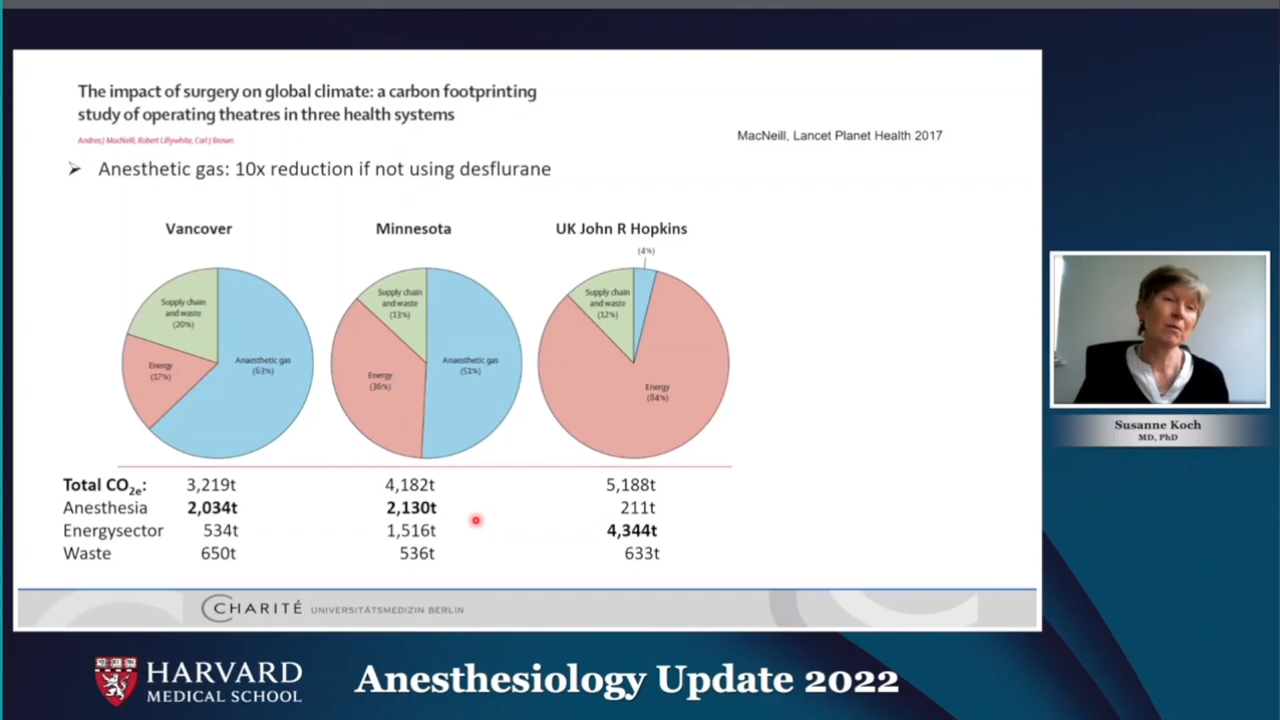 The impact of surgery on global climate: a carbon footprinting
study of operating theatres in three health systems
Andrea J MacNeill, Robert Lillywhite, Carl J Brown
MacNeill, Lancet Planet Health 2017
➤ Anesthetic gas: 10x reduction if not using desflurane
Vancover
Minnesota
UK John R Hopkins
Supply chain
and waste
(20%)
Energy
(17%)
Anaesthetic gas
(63%)
Supply chain
and waste
(13%)
Energy
(36%)
Anaesthetic gas
(51%)
(4%)
Supply chain
and waste
(12%)
Energy
(84%)
Total CO2e: 3,219t 4,182t 5,188t
Anesthesia 2,034t 2,130t 211t
Energysector 534t 1,516t 4,344t
Waste 650t 536t 633t
CHARITÉ UNIVERSITÄTSMEDIZIN BERLIN
Susanne Koch
MD, PhD
HARVARD
MEDICAL SCHOOL
Anesthesiology Update 2022